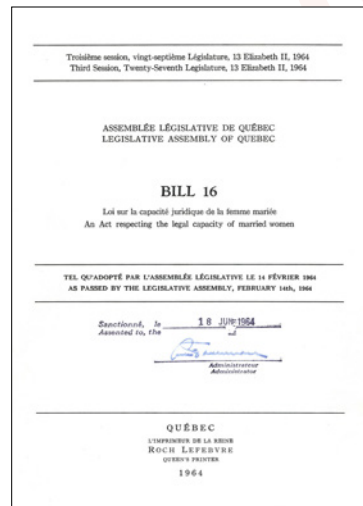 Troisième session, vingt-septième Législature, 13 Elizabeth II, 1964
Third Session, Twenty-Seventh Legislature, 13 Elizabeth II, 1964
ASSEMBLÉE LÉGISLATIVE DE QUÉBEC
LEGISLATIVE ASSEMBLY OF QUEBEC
BILL 16
Loi sur la capacité juridique de la femme mariée
An Act respecting the legal capacity of married women
TEL QU'ADOPTÉ PAR L'ASSEMBLÉE LÉGISLATIVE LE 14 FÉVRIER 1964
AS PASSED BY THE LEGISLATIVE ASSEMBLY, FEBRUARY 14th, 1964
Sanctionné, le
Assented to, the
18 JUN 1964
Administrateur
Administrator
QUÉBEC
L'IMPRIMEUR DE LA REINE
ROCH LEFEBVRE
QUEEN'S PRINTER
1964